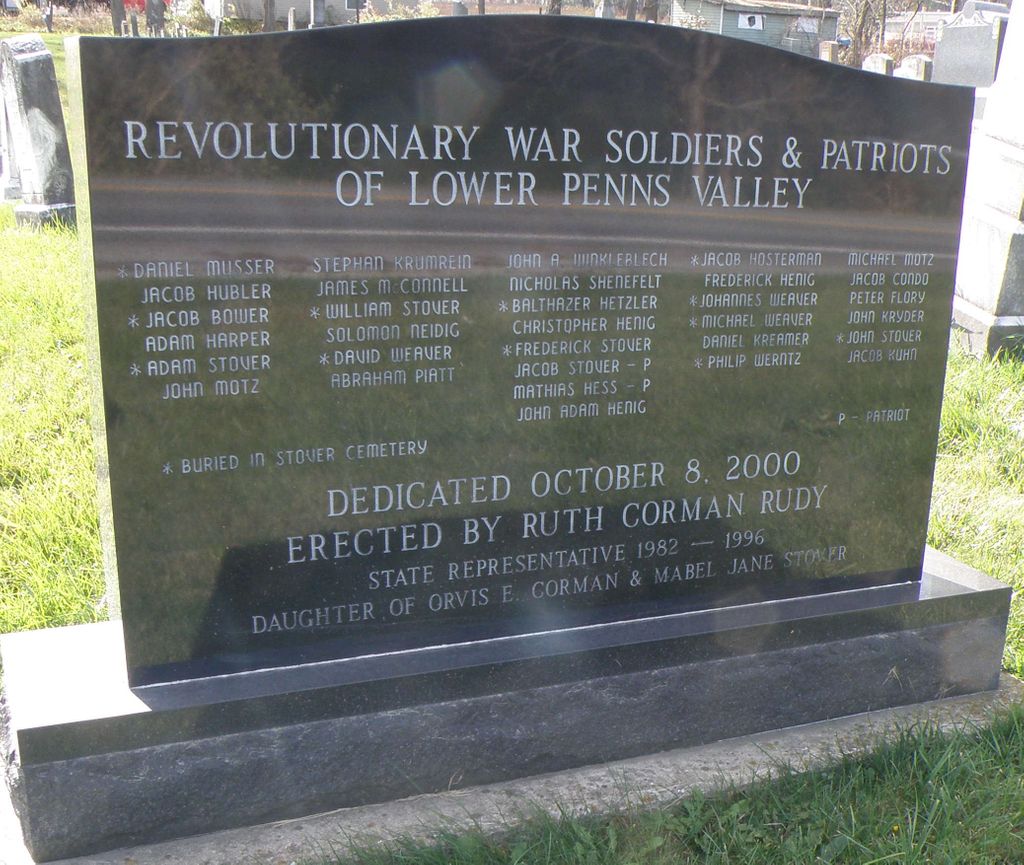 REVOLUTIONARY WAR SOLDIERS & PATRIOTS
OF LOWER PENNS VALLEY
* DANIEL MUSSER
JACOB HUBLER
* JACOB BOWER
ADAM HARPER
* ADAM STOVER
JOHN MOTZ
STEPHAN KRUMREIN
JAMES McCONNELL
* WILLIAM STOVER
SOLOMON NEIDIG
* DAVID WEAVER
ABRAHAM PIATT
JOHN A. WINKLEBLECH
NICHOLAS SHENEFELT
* BALTHAZER HETZLER
CHRISTOPHER HENIG
* FREDERICK STOVER
JACOB STOVER - P
MATHIAS HESS - P
JOHN ADAM HENIG
* JACOB HOSTERMAN
FREDERICK HENIG
* JOHANNES WEAVER
* MICHAEL WEAVER
DANIEL KREAMER
* PHILIP WERNTZ
MICHAEL MOTZ
JACOB CONDO
PETER FLORY
JOHN KRYDER
* JOHN STOVER
JACOB KUHN
P - PATRIOT
* BURIED IN STOVER CEMETERY
DEDICATED OCTOBER 8, 2000
ERECTED BY RUTH CORMAN RUDY
STATE REPRESENTATIVE 1982 — 1996
DAUGHTER OF ORVIS E. CORMAN & MABEL JANE STOVER